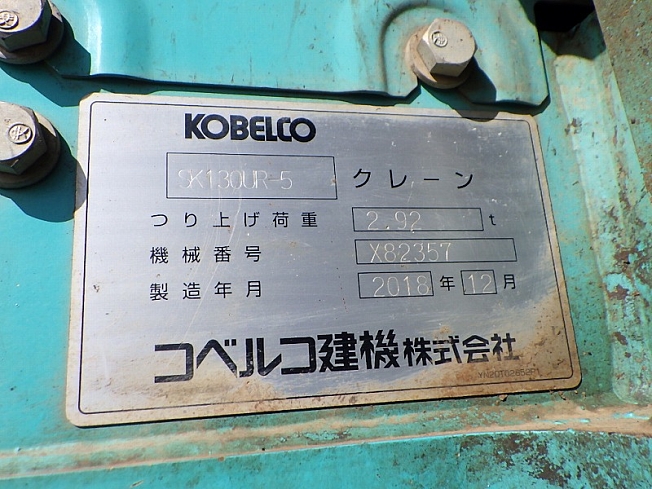 KOBELCO
SK130UR-5 クレーン
つり上げ荷重 2.92 t
機械番号 X82357
製造年月 2018 年 12 月
コベルコ建機株式会社